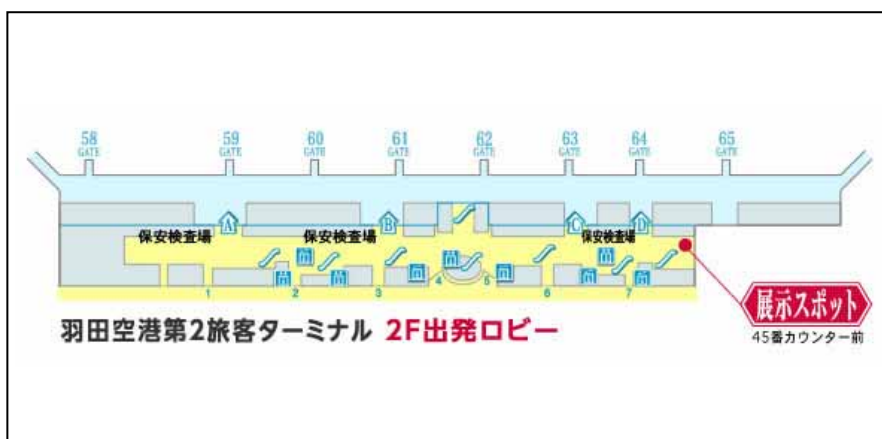 58 59 60 61 62 63 64 65
GATE GATE GATE GATE GATE GATE GATE GATE
A B C D
保安検査場 保安検査場 保安検査場
1 2 3 4 5 6 7
展示スポット
45番カウンター前
羽田空港第2旅客ターミナル 2F出発ロビー